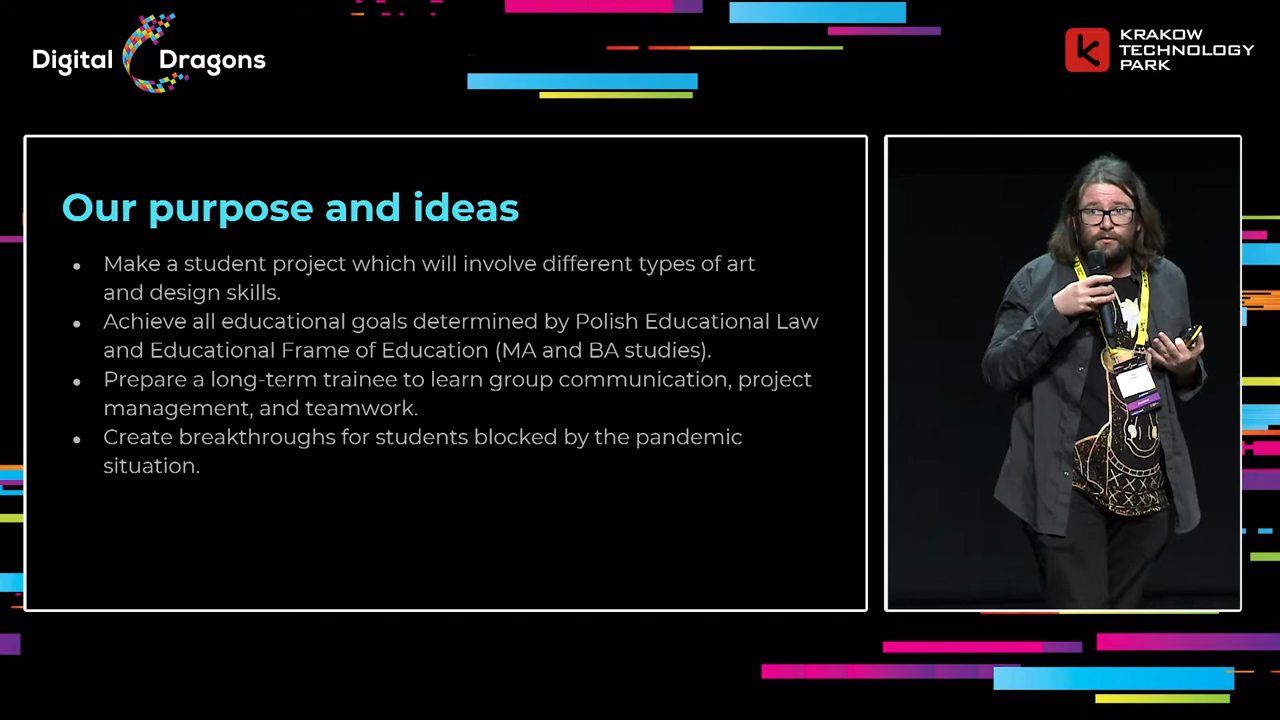 Digital Dragons
KRAKOW
TECHNOLOGY
PARK
Our purpose and ideas
• Make a student project which will involve different types of art
and design skills.
• Achieve all educational goals determined by Polish Educational Law
and Educational Frame of Education (MA and BA studies).
• Prepare a long-term trainee to learn group communication, project
management, and teamwork.
• Create breakthroughs for students blocked by the pandemic
situation.